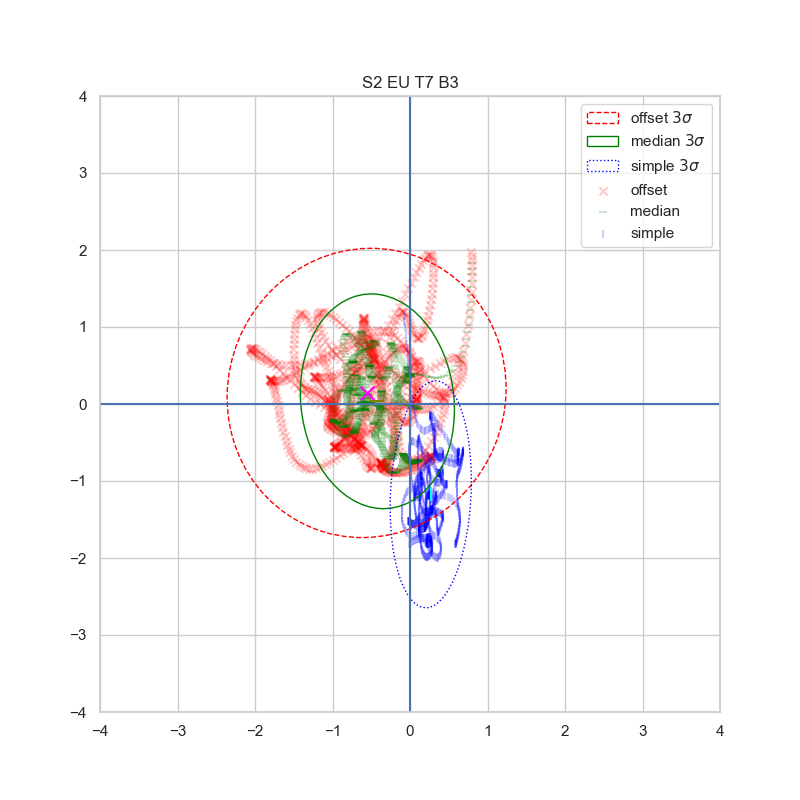 S2 EU T7 B3
offset 3σ
median 3σ
simple 3σ
offset
median
simple
4
3
2
1
0
−1
−2
−3
−4
−4 −3 −2 −1 0 1 2 3 4